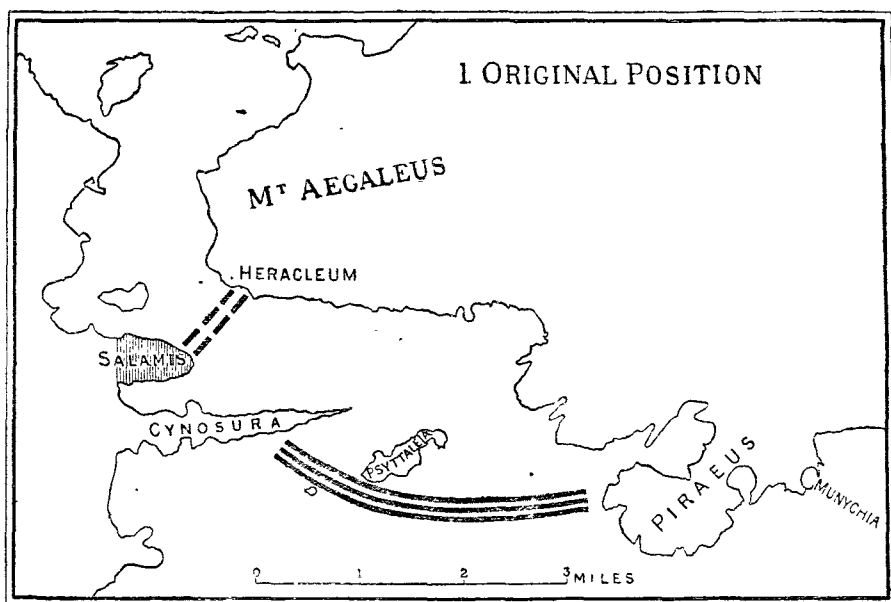 1. ORIGINAL POSITION
Mᵀ AEGALEUS
HERACLEUM
SALAMIS
CYNOSURA
PSYTTALEIA
PIRAEUS
MUNYCHIA
0 1 2 3 MILES